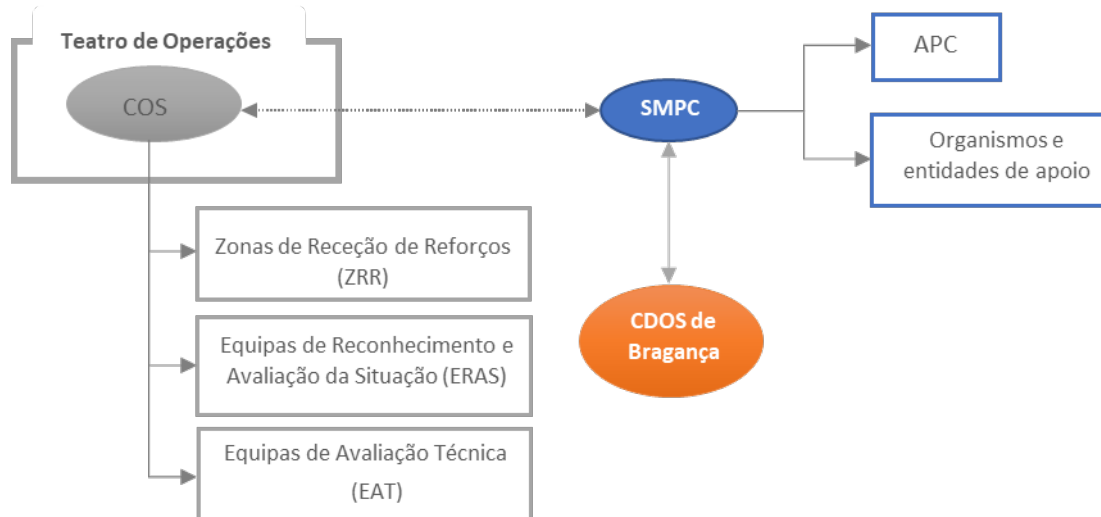 Teatro de Operações
COS
SMPC
APC
Organismos e
entidades de apoio
Zonas de Receção de Reforços
(ZRR)
Equipas de Reconhecimento e
Avaliação da Situação (ERAS)
Equipas de Avaliação Técnica
(EAT)
CDOS de
Bragança